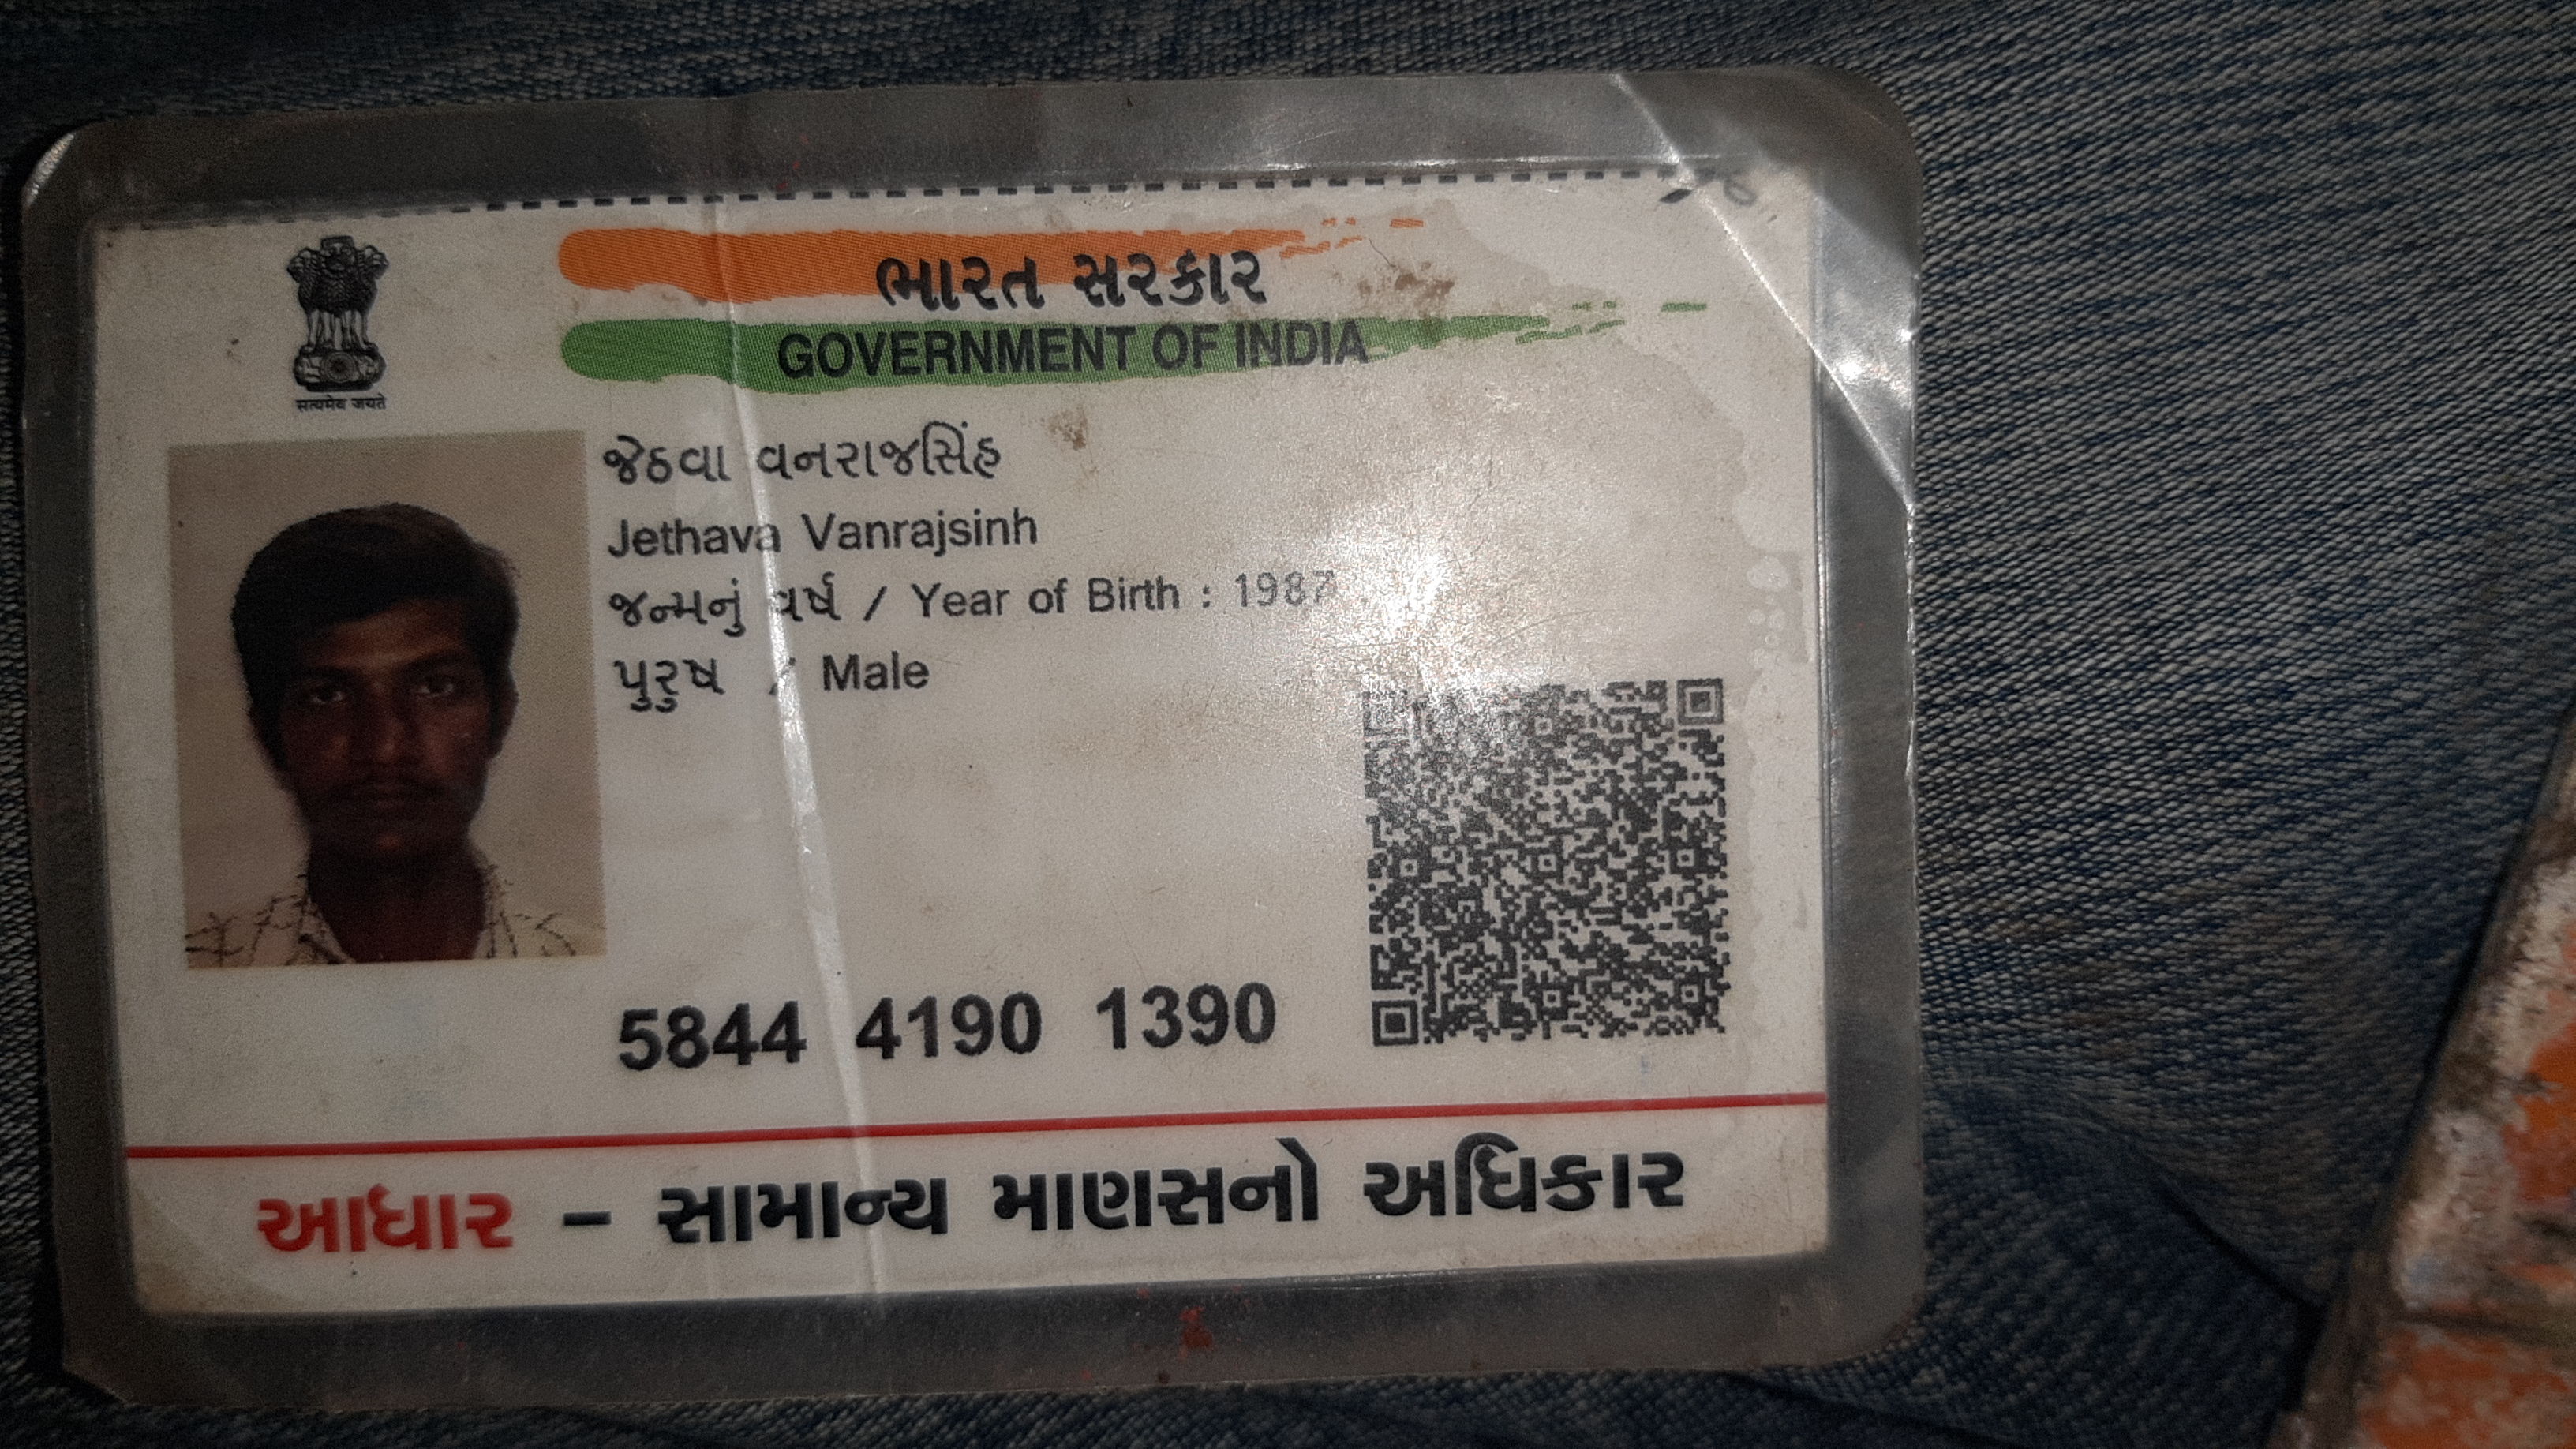 ભારત સરકાર
GOVERNMENT OF INDIA
सत्यमेव जयते
જેઠવા વનરાજસિંહ
Jethava Vanrajsinh
જન્મનું વર્ષ / Year of Birth : 1987
પુરુષ / Male
5844 4190 1390
આધાર – સામાન્ય માણસનો અધિકાર